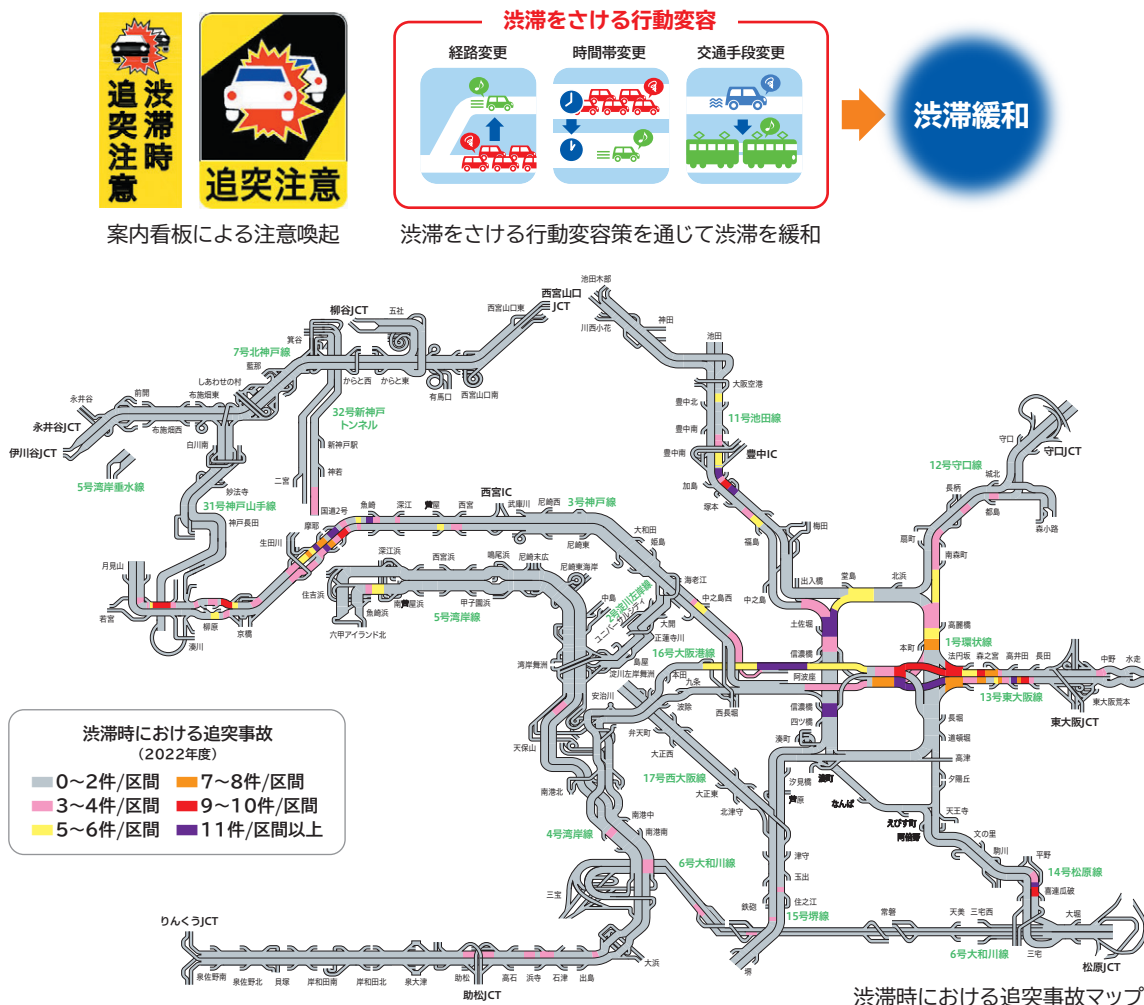 渋滞時
追突注意
追突注意
案内看板による注意喚起
渋滞をさける行動変容
経路変更
時間帯変更
交通手段変更
渋滞緩和
渋滞をさける行動変容策を通じて渋滞を緩和
池田木部
西宮山口
JCT
西宮山口東
川西小花
神田
柳谷JCT
五社
箕谷
7号北神戸線
藍那
しあわせの村
からと西
からと東
有馬口
西宮山口南
池田
大阪空港
豊中北
11号池田線
豊中南
豊中南
豊中IC
前開
布施畑東
永井谷
永井谷JCT
布施畑西
伊川谷JCT
白川南
32号新神戸
トンネル
新神戸駅
神若
二宮
5号湾岸垂水線
妙法寺
31号神戸山手線
神戸長田
国道2号
摩耶
生田川
魚崎
深江
芦屋
西宮
西宮IC
武庫川
尼崎西
3号神戸線
尼崎東
大和田
姫島
加島
塚本
福島
梅田
出入橋
堂島
北浜
守口
守口JCT
12号守口線
城北
長柄
都島
森小路
扇町
南森町
月見山
若宮
柳原
湊川
京橋
住吉浜
深江浜
西宮浜
鳴尾浜
尼崎末広
尼崎東海岸
魚崎浜
南芦屋浜
甲子園浜
六甲アイランド北
5号湾岸線
中島
2号淀川左岸線
ユニバーサルシティ
海老江
大開
正蓮寺川
島屋
淀川左岸舞洲
湾岸舞洲
中之島西
中之島
土佐堀
高麗橋
1号環状線
本町
法円坂
森之宮
高井田
長田
中野
水走
16号大阪港線
信濃橋
本田
九条
阿波座
安治川
波除
西長堀
弁天町
大正西
信濃橋
四ツ橋
湊町
13号東大阪線
東大阪荒本
東大阪JCT
長堀
道頓堀
高津
夕陽丘
天保山
南港北
17号西大阪線
大正東
北津守
汐見橋
芦原
湊町
なんば
えびす町
阿倍野
天王寺
文の里
駒川
平野
14号松原線
喜連瓜破
南港中
南港南
4号湾岸線
津守
玉出
6号大和川線
三宝
鉄砲
住之江
15号堺線
常磐
天美
三宅西
大堀
6号大和川線
三宅
松原JCT
堺
りんくうJCT
泉佐野南
泉佐野北
貝塚
岸和田南
岸和田北
泉大津
助松
助松JCT
高石
浜寺
石津
出島
大浜
渋滞時における追突事故
(2022年度)
0~2件/区間
7~8件/区間
3~4件/区間
9~10件/区間
5~6件/区間
11件/区間以上
渋滞時における追突事故マップ